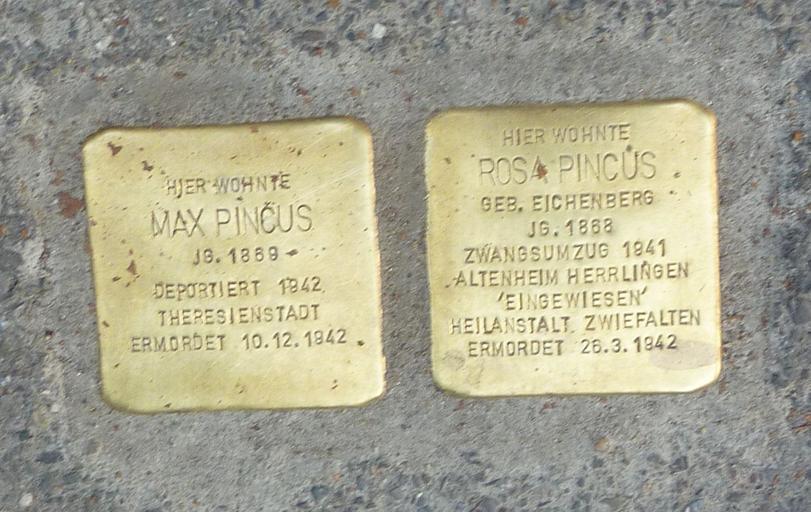 HIER WOHNTE
MAX PINCUS
JG. 1869
DEPORTIERT 1942
THERESIENSTADT
ERMORDET 10.12.1942
HIER WOHNTE
ROSA PINCUS
GEB. EICHENBERG
JG. 1868
ZWANGSUMZUG 1941
ALTENHEIM HERRLINGEN
'EINGEWIESEN'
HEILANSTALT ZWIEFALTEN
ERMORDET 26.3.1942